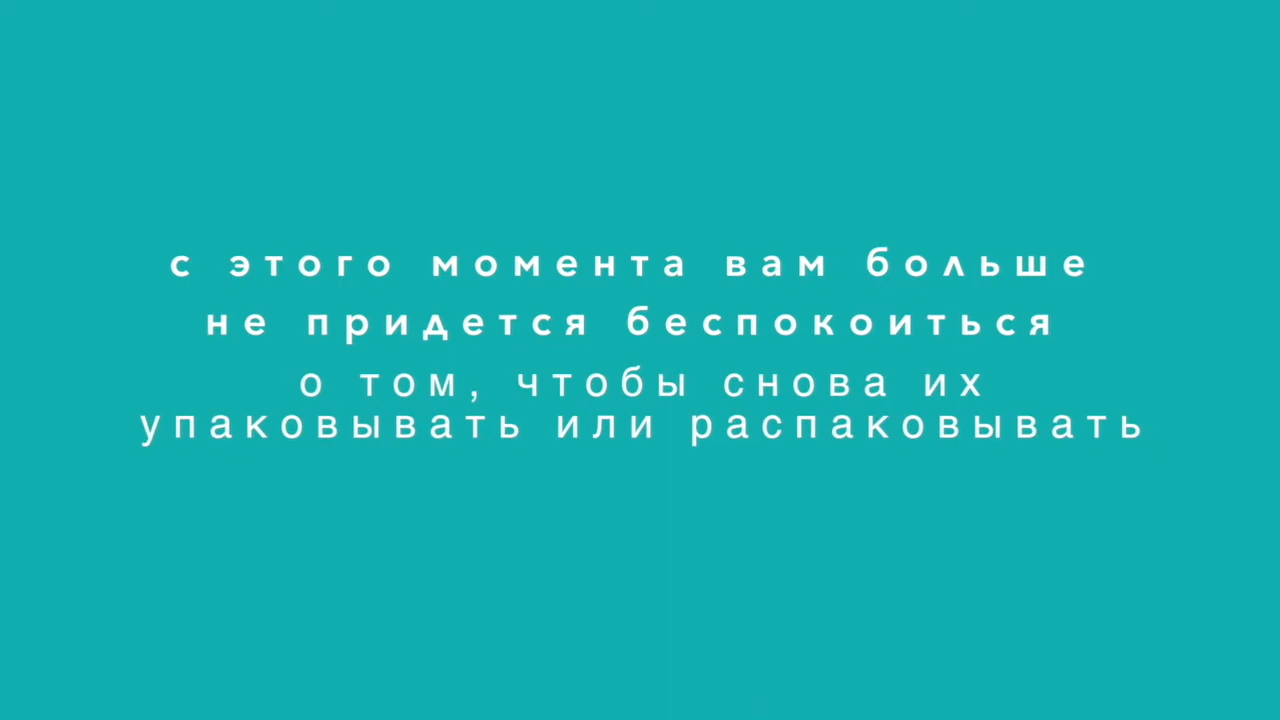 с этого момента вам больше
не придется беспокоиться
о том, чтобы снова их
упаковывать или распаковывать